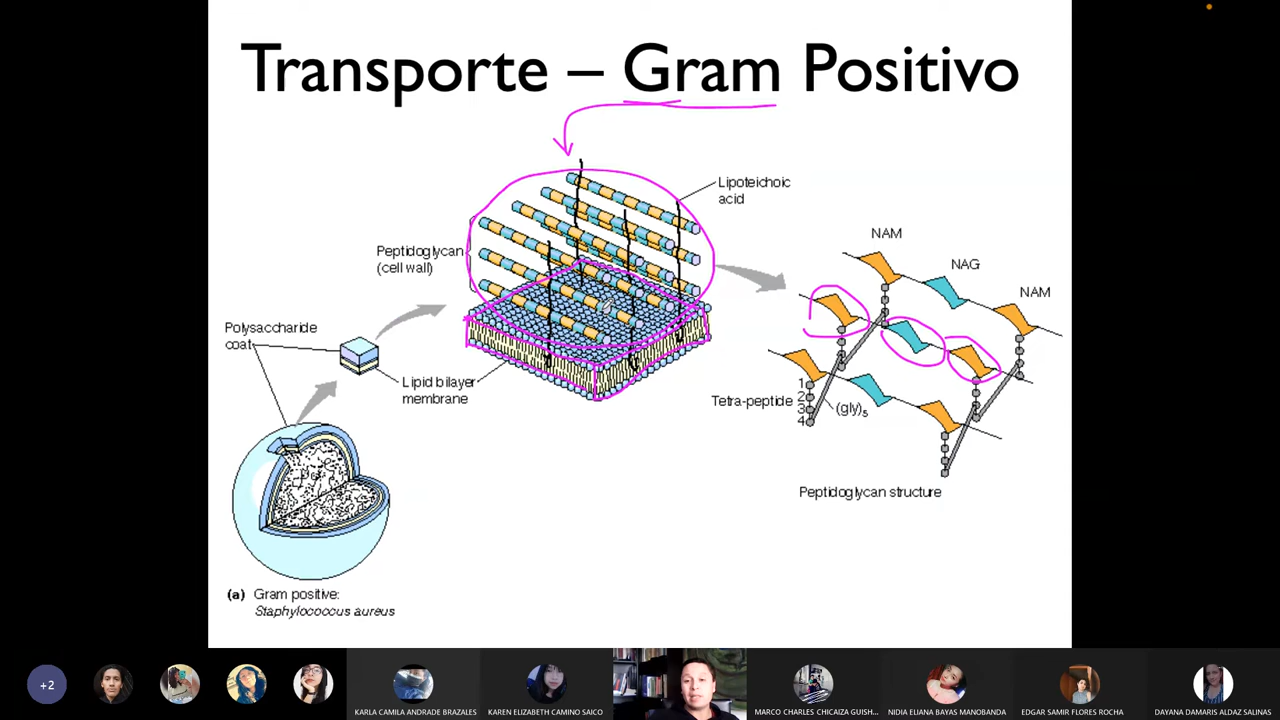 Transporte – Gram Positivo
Lipoteichoic
acid
Peptidoglycan
(cell wall)
NAM
NAG
NAM
Polysaccharide
coat
Lipid bilayer
membrane
Tetra-peptide
1
2
3
4
(gly)5
Peptidoglycan structure
(a) Gram positive:
Staphylococcus aureus
+2
KARLA CAMILA ANDRADE BRAZALES
KAREN ELIZABETH CAMINO SAICO
MARCO CHARLES CHICAIZA GUISH...
NIDIA ELIANA BAYAS MANOBANDA
EDGAR SAMIR FLORES ROCHA
DAYANA DAMARIS ALDAZ SALINAS